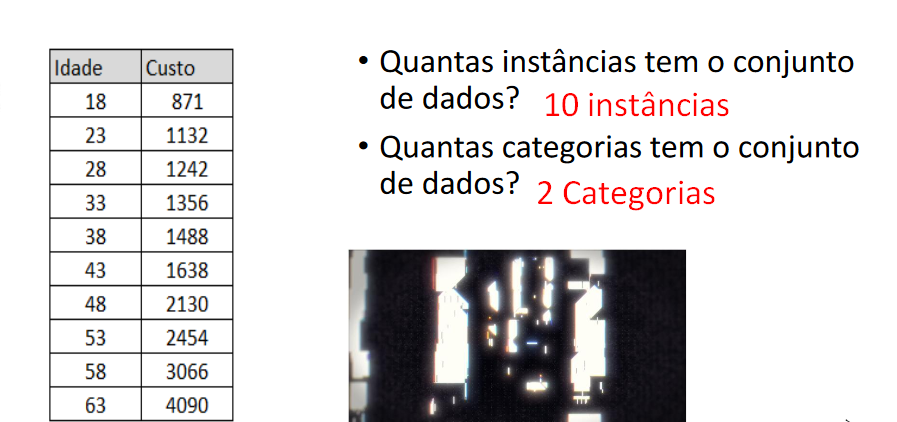 Idade Custo
18 871
23 1132
28 1242
33 1356
38 1488
43 1638
48 2130
53 2454
58 3066
63 4090
• Quantas instâncias tem o conjunto
de dados? 10 instâncias
• Quantas categorias tem o conjunto
de dados? 2 Categorias